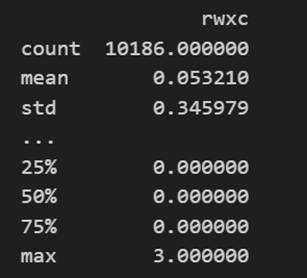 rwxc
count 10186.000000
mean 0.053210
std 0.345979
...
25% 0.000000
50% 0.000000
75% 0.000000
max 3.000000